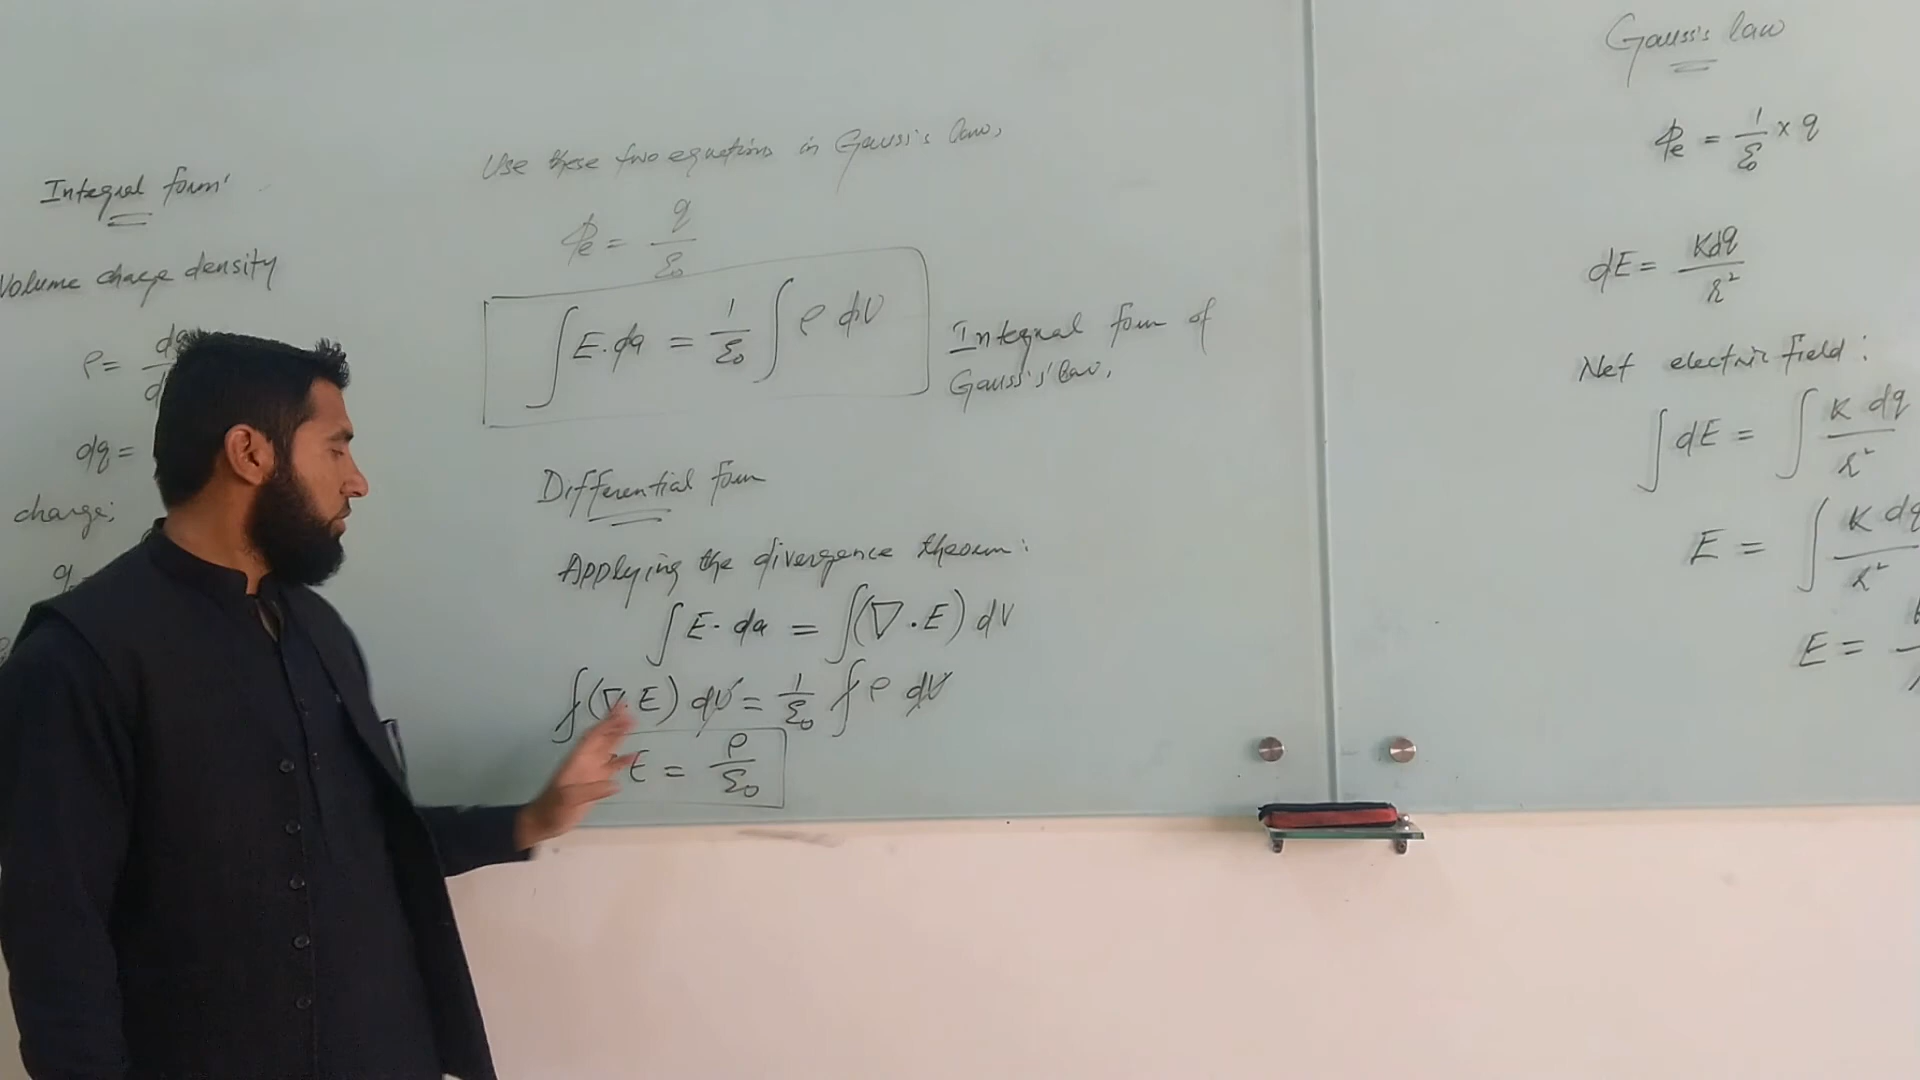 Integral form
Volume charge density
ρ =
dq =
charge;
q
Use these two equations in Gauss's law,
Φe = q/ε₀
∫E.da = 1/ε₀ ∫ρ dV
Integral form of
Gauss's' law,
Differential form
Applying the divergence theorem:
∫E. da = ∫(∇.E) dV
∫(∇.E) dV = 1/ε₀ ∫ρ dV
E = ρ/ε₀
Gauss's law
Φe = 1/ε₀ × q
dE = Kdq/r²
Net electric field:
∫dE = ∫K dq/r²
E = ∫K dq/r²
E =